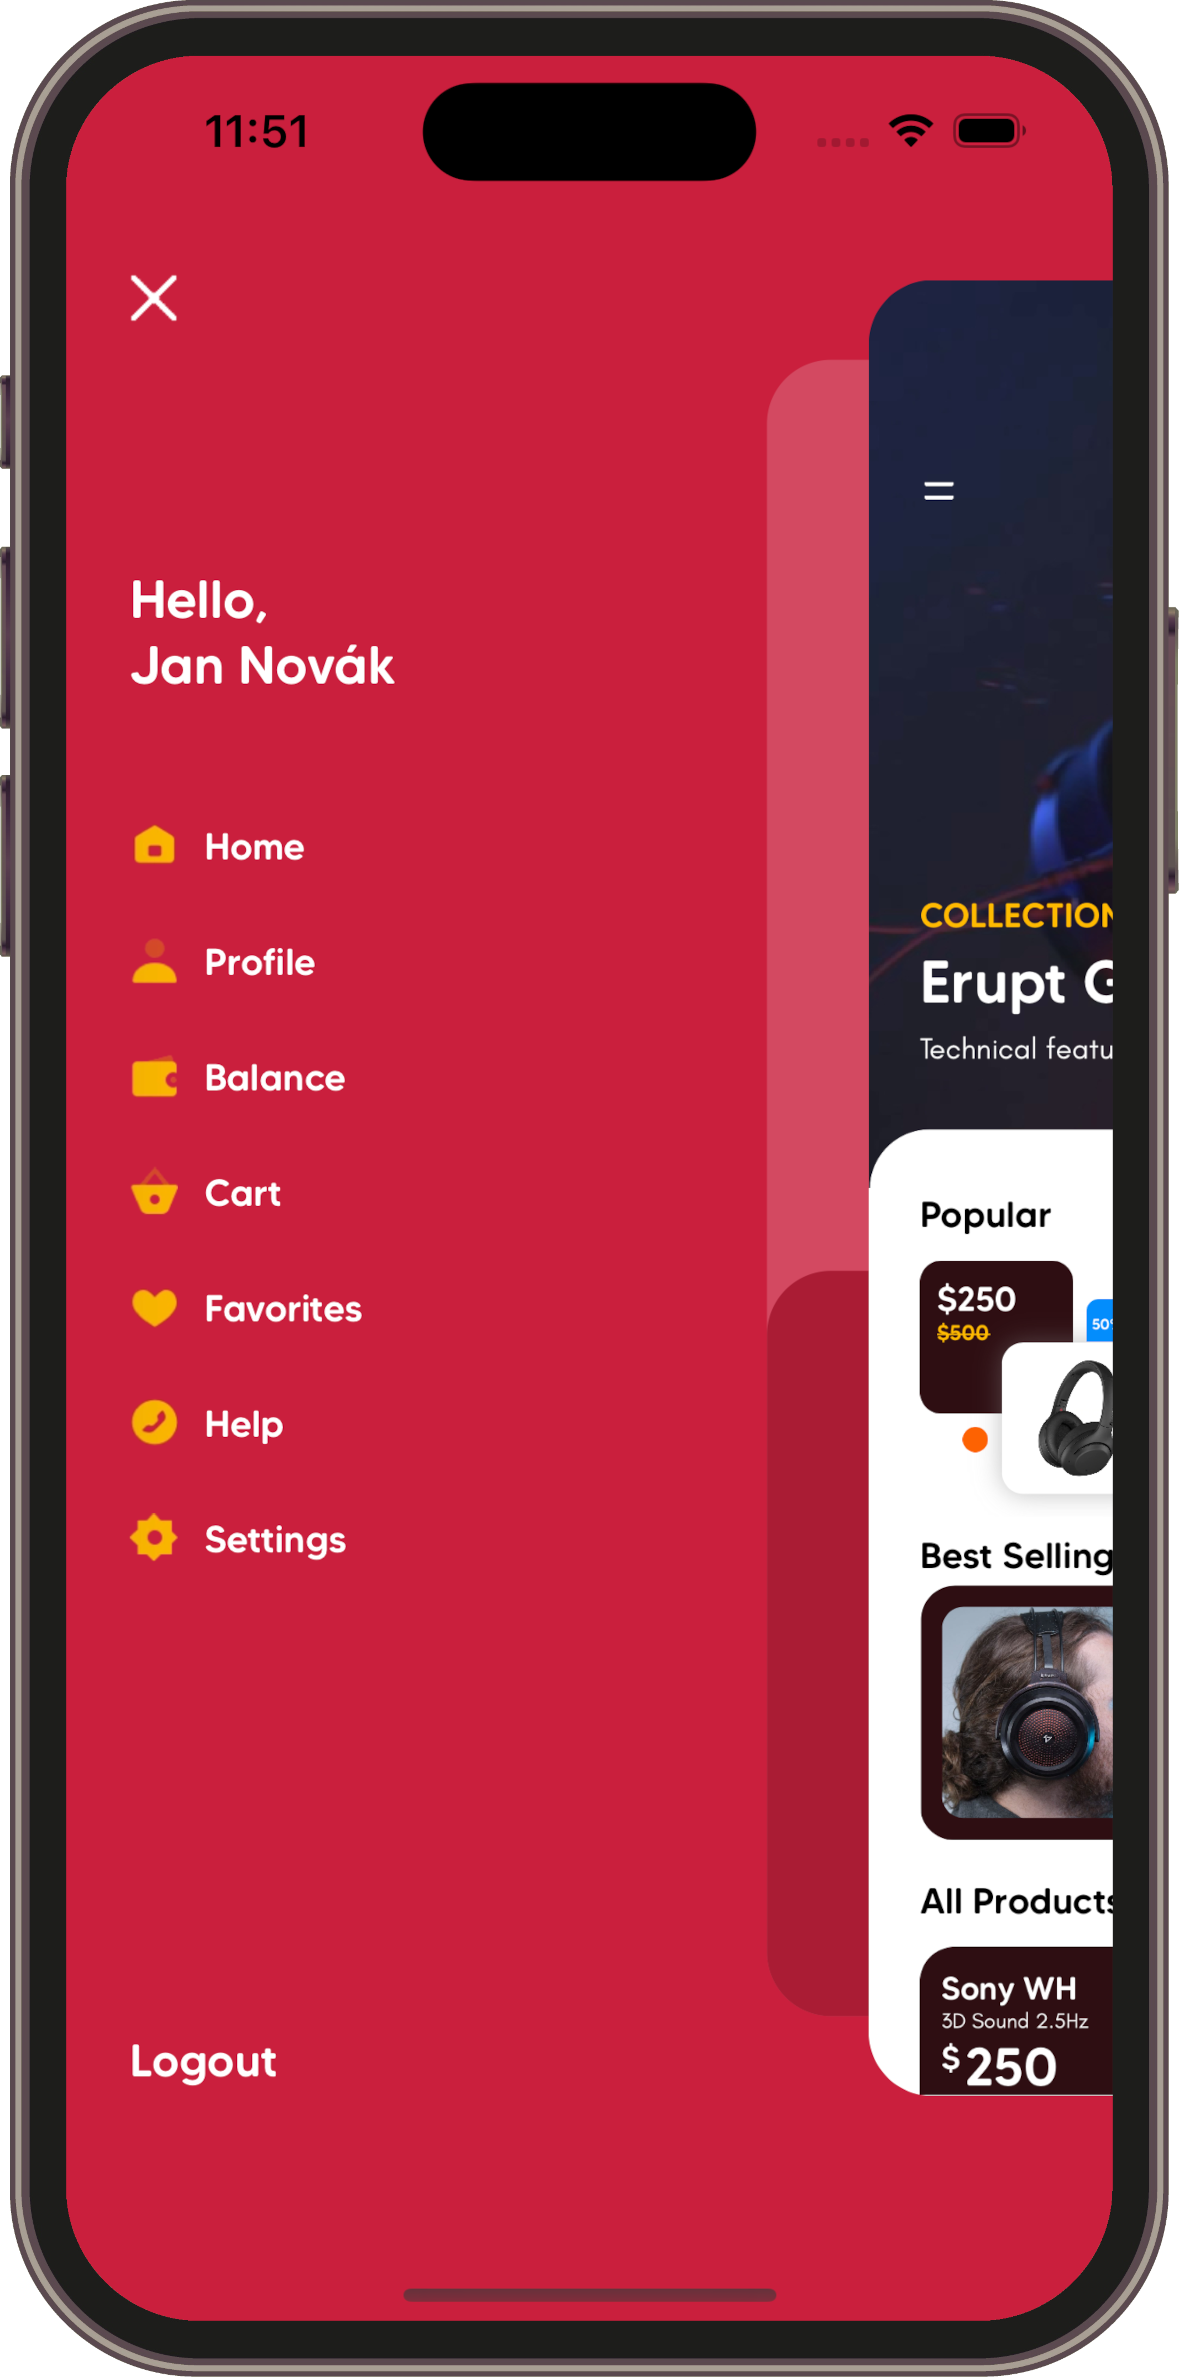 11:51
Hello,
Jan Novák
Home
Profile
Balance
Cart
Favorites
Help
Settings
Logout
COLLECTION
Erupt G
Technical featu
Popular
$250
$500
50%
Best Selling
All Products
Sony WH
3D Sound 2.5Hz
$250